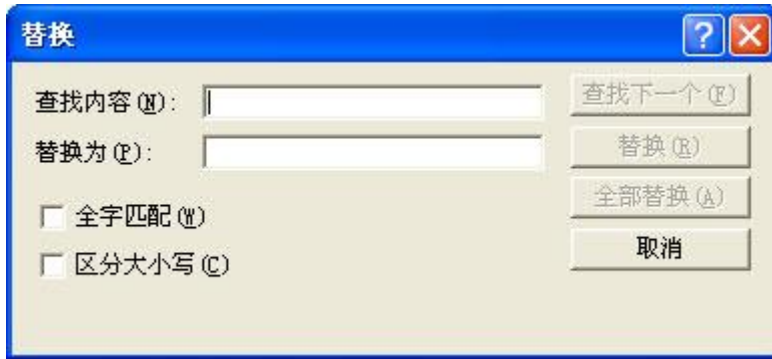 替换
查找内容(N):
查找下一个(F)
替换为(P):
替换(R)
全部替换(A)
全字匹配(W)
区分大小写(C)
取消